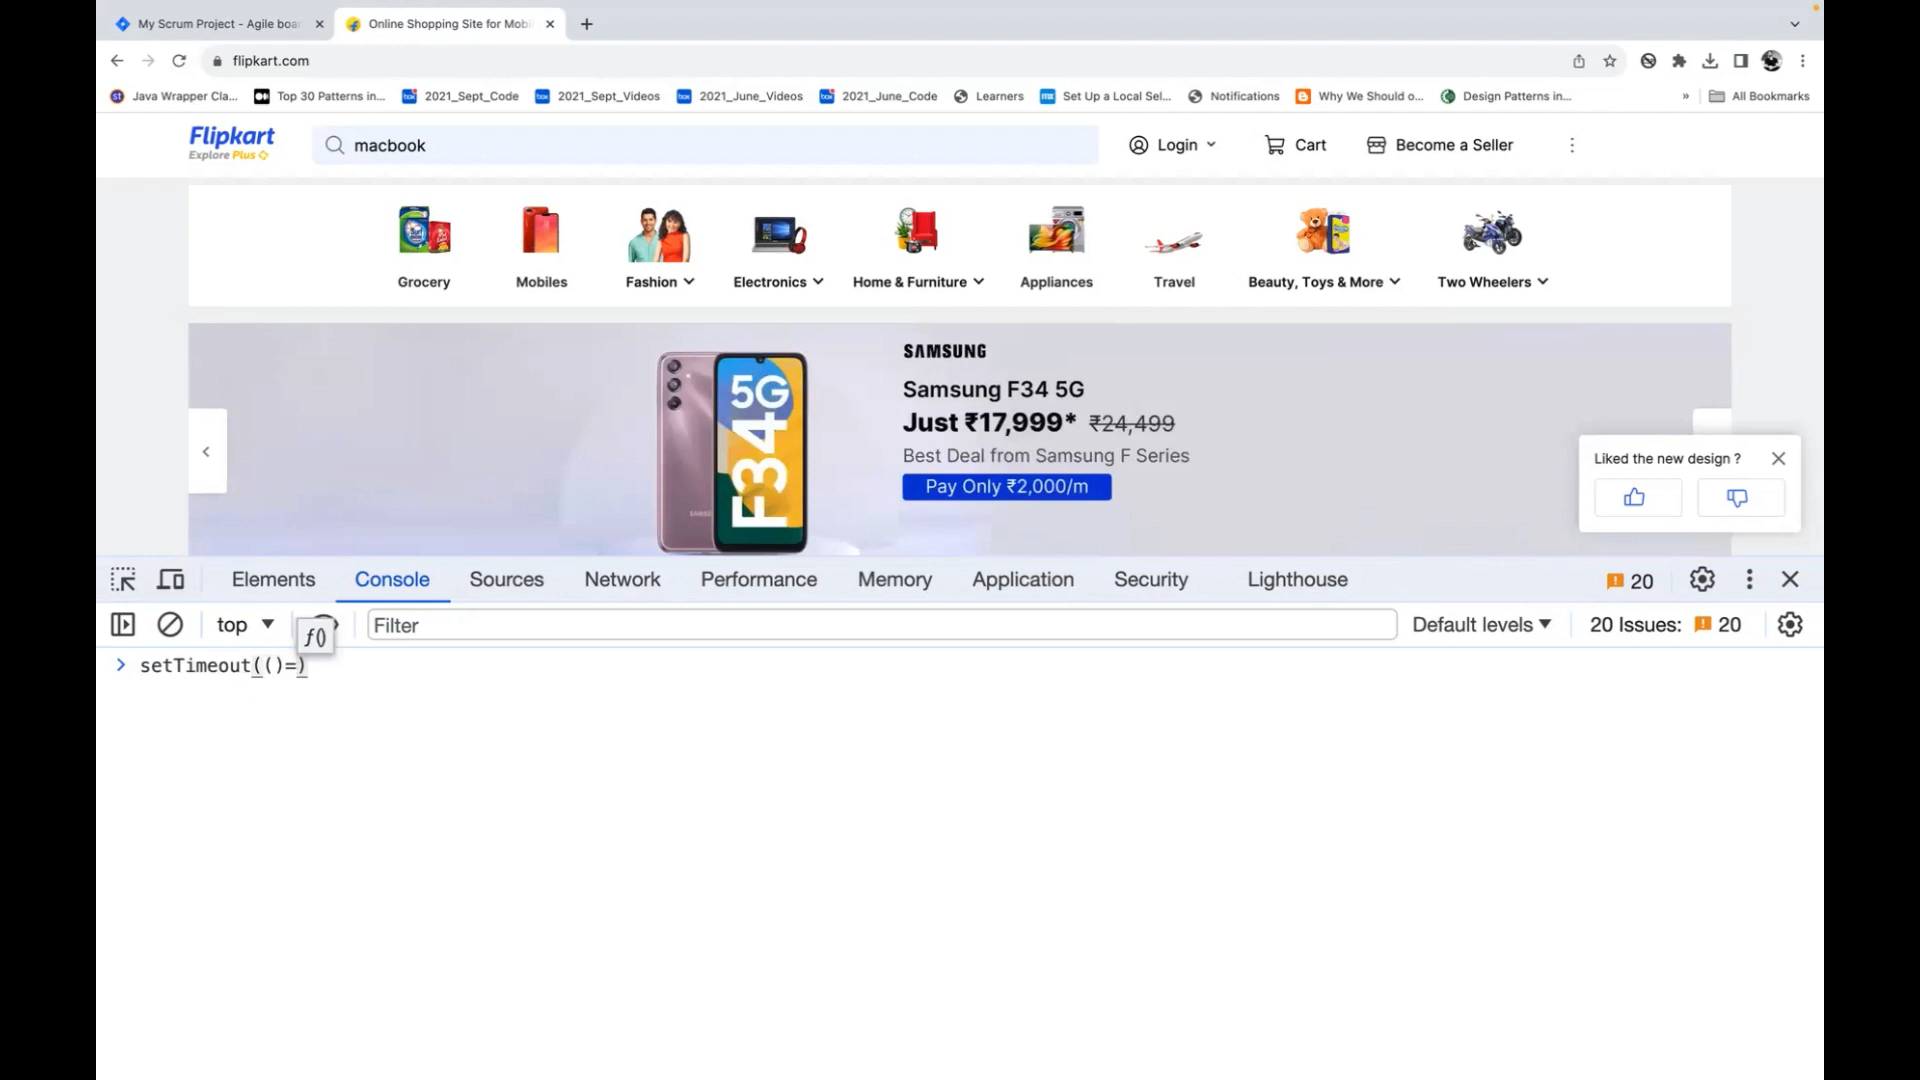 My Scrum Project - Agile boa
Online Shopping Site for Mobi
flipkart.com
Java Wrapper Cla...
Top 30 Patterns in...
2021_Sept_Code
2021_Sept_Videos
2021_June_Videos
2021_June_Code
Learners
Set Up a Local Sel...
Notifications
Why We Should o...
Design Patterns in...
»
All Bookmarks
Flipkart
Explore Plus
macbook
Login
Cart
Become a Seller
Grocery
Mobiles
Fashion
Electronics
Home & Furniture
Appliances
Travel
Beauty, Toys & More
Two Wheelers
5G
F34
SAMSUNG
SAMSUNG
Samsung F34 5G
Just ₹17,999* ₹24,499
Best Deal from Samsung F Series
Pay Only ₹2,000/m
Liked the new design ?
Elements
Console
Sources
Network
Performance
Memory
Application
Security
Lighthouse
20
top
f()
Filter
Default levels
20 Issues:
20
> setTimeout(()=)